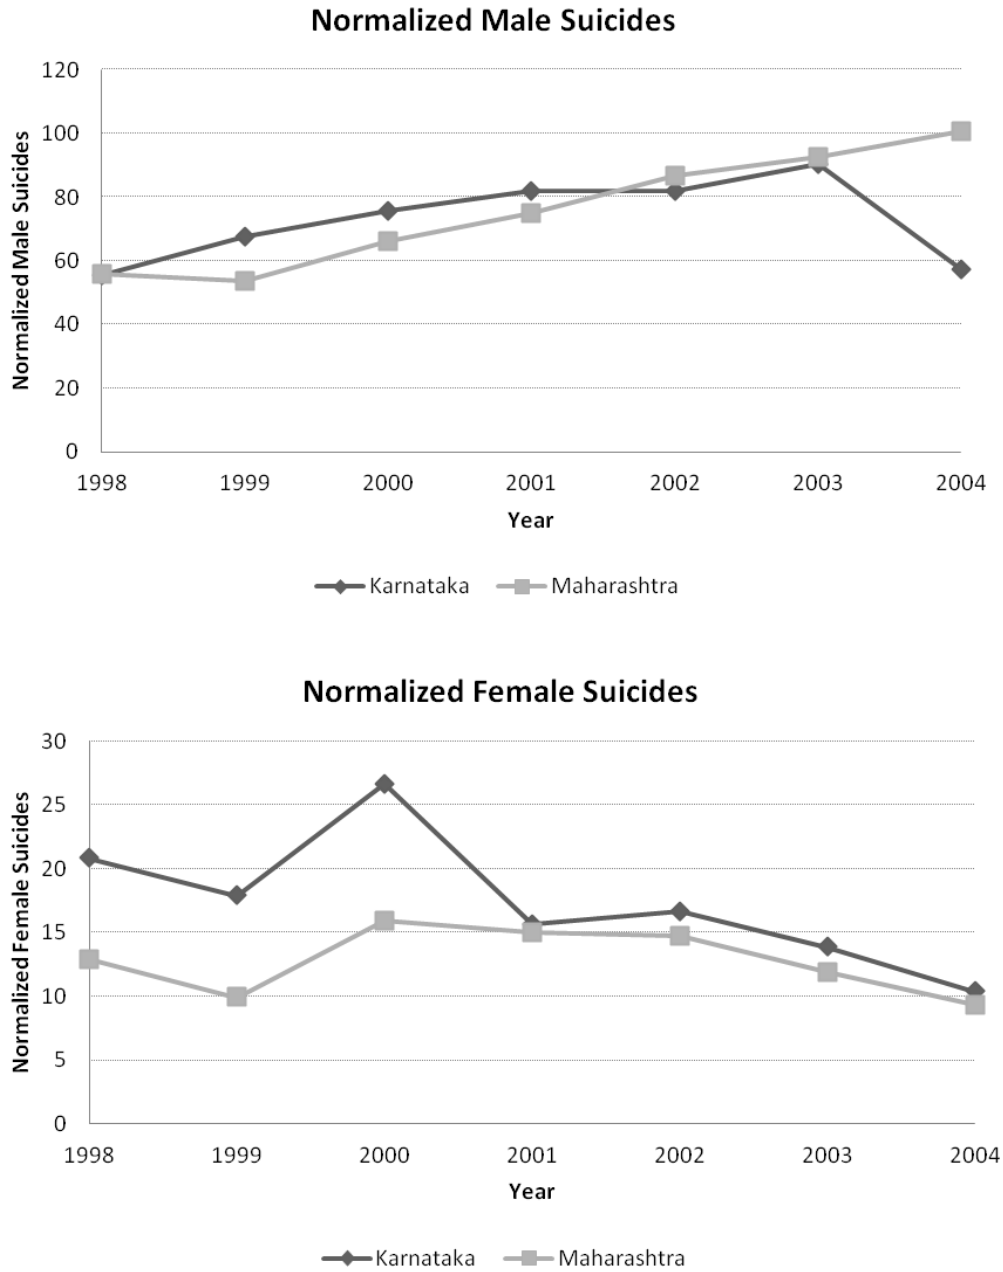 Normalized Male Suicides
Normalized Male Suicides
120
100
80
60
40
20
0
1998 1999 2000 2001 2002 2003 2004
Year
Karnataka Maharashtra
Normalized Female Suicides
Normalized Female Suicides
30
25
20
15
10
5
0
1998 1999 2000 2001 2002 2003 2004
Year
Karnataka Maharashtra